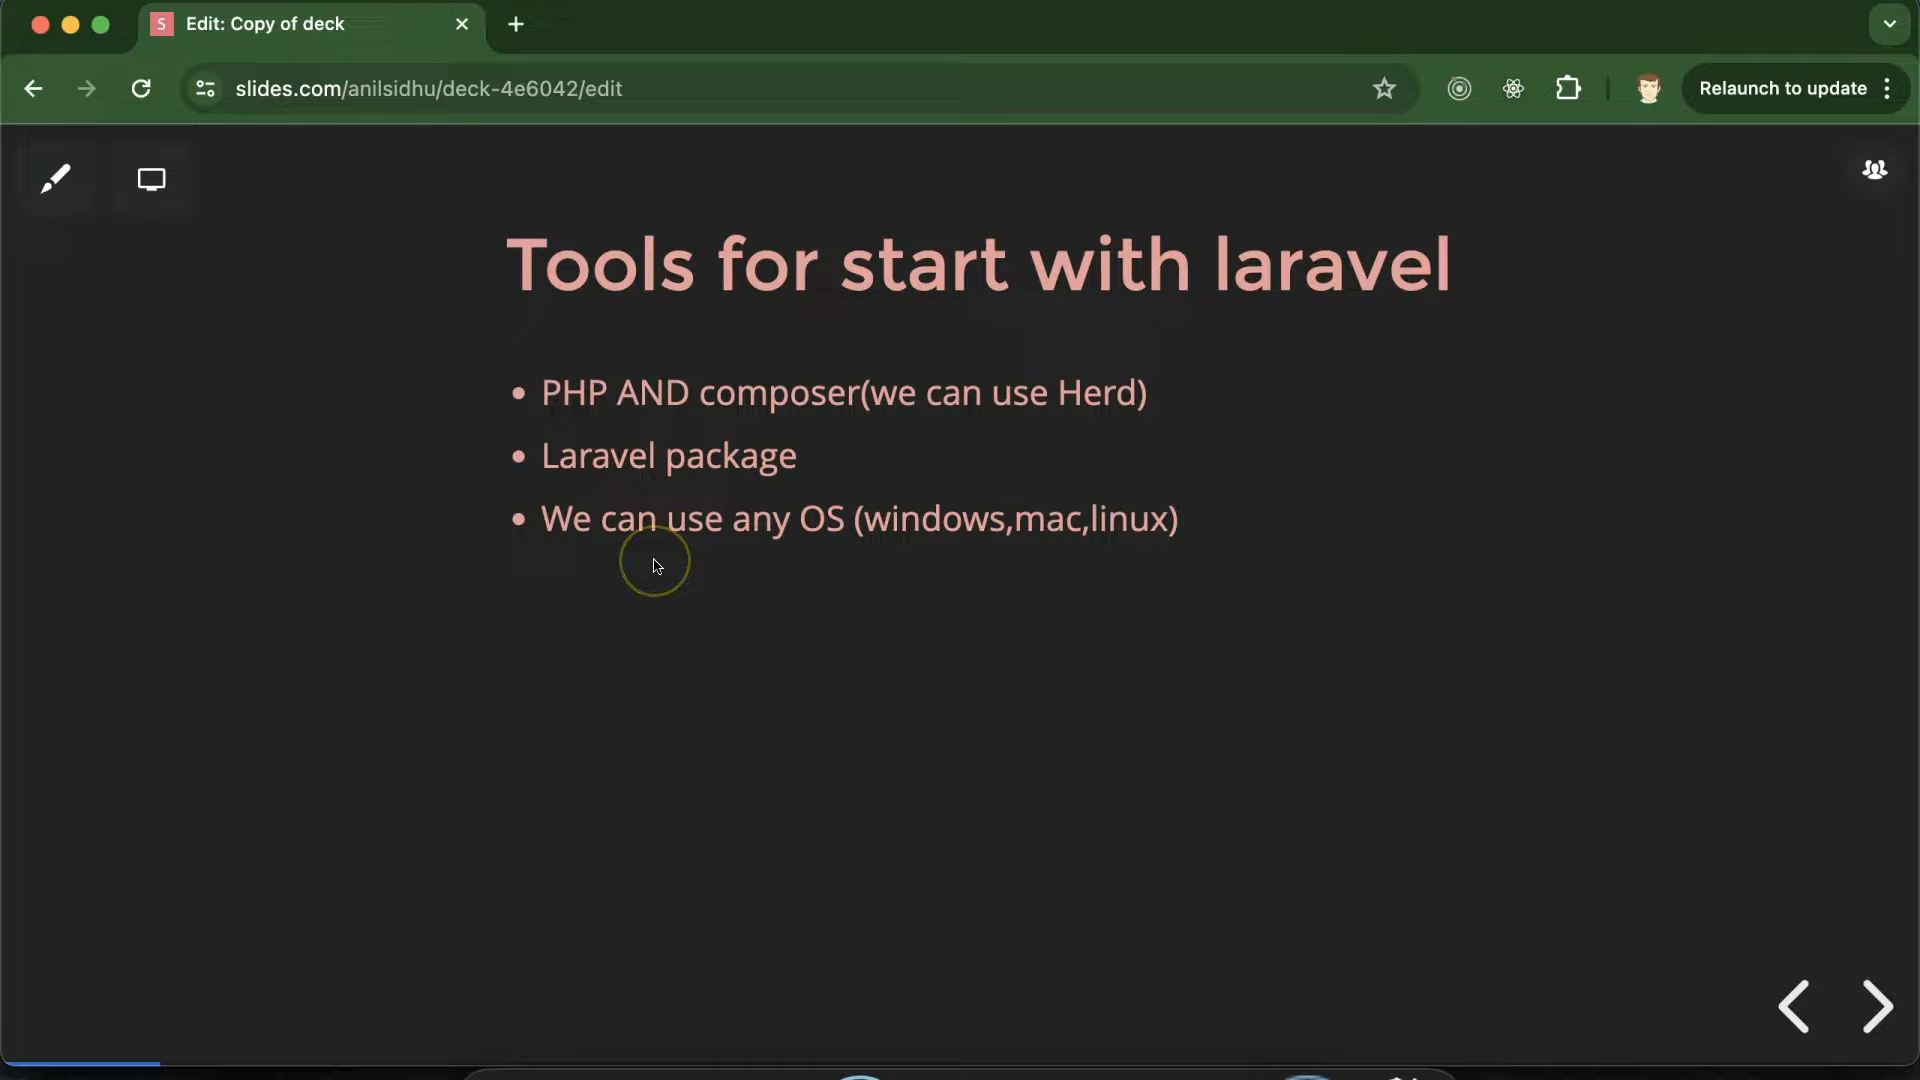 S Edit: Copy of deck
slides.com/anilsidhu/deck-4e6042/edit
Relaunch to update
Tools for start with laravel
• PHP AND composer(we can use Herd)
• Laravel package
• We can use any OS (windows,mac,linux)